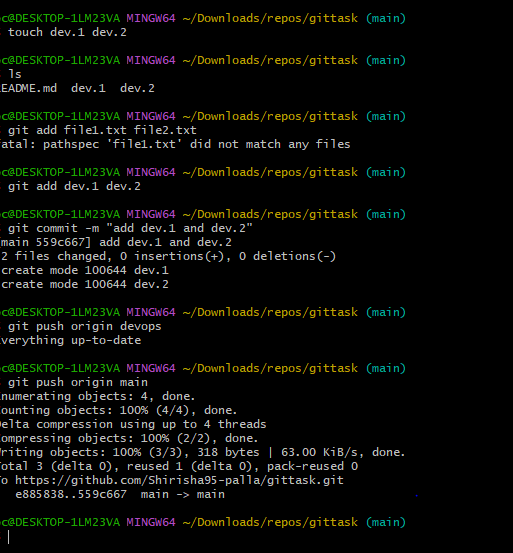 c@DESKTOP-1LM23VA MINGW64 ~/Downloads/repos/gittask (main)
touch dev.1 dev.2
c@DESKTOP-1LM23VA MINGW64 ~/Downloads/repos/gittask (main)
ls
EADME.md  dev.1  dev.2
c@DESKTOP-1LM23VA MINGW64 ~/Downloads/repos/gittask (main)
git add file1.txt file2.txt
atal: pathspec 'file1.txt' did not match any files
c@DESKTOP-1LM23VA MINGW64 ~/Downloads/repos/gittask (main)
git add dev.1 dev.2
c@DESKTOP-1LM23VA MINGW64 ~/Downloads/repos/gittask (main)
git commit -m "add dev.1 and dev.2"
[main 559c667] add dev.1 and dev.2
2 files changed, 0 insertions(+), 0 deletions(-)
create mode 100644 dev.1
create mode 100644 dev.2
c@DESKTOP-1LM23VA MINGW64 ~/Downloads/repos/gittask (main)
git push origin devops
verything up-to-date
c@DESKTOP-1LM23VA MINGW64 ~/Downloads/repos/gittask (main)
git push origin main
numerating objects: 4, done.
ounting objects: 100% (4/4), done.
elta compression using up to 4 threads
ompressing objects: 100% (2/2), done.
riting objects: 100% (3/3), 318 bytes | 63.00 KiB/s, done.
otal 3 (delta 0), reused 1 (delta 0), pack-reused 0
o https://github.com/Shirisha95-palla/gittask.git
e885838..559c667  main -> main
c@DESKTOP-1LM23VA MINGW64 ~/Downloads/repos/gittask (main)